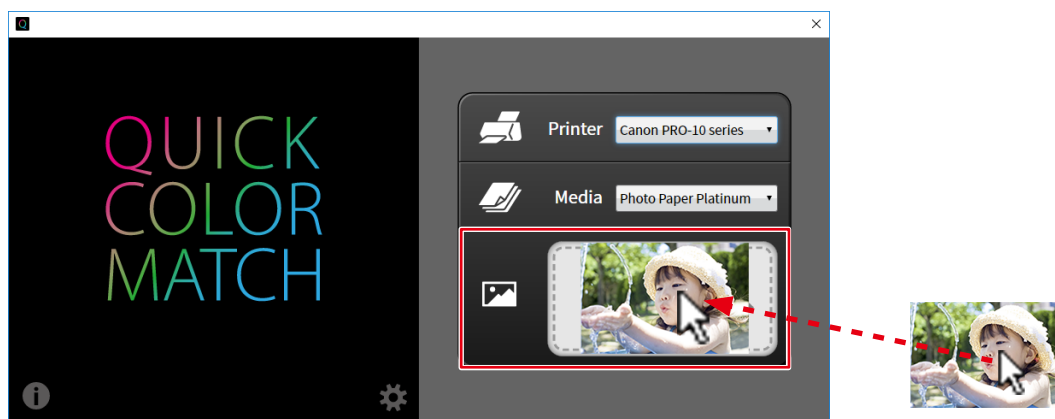 Q
QUICK
COLOR
MATCH
Printer Canon PRO-10 series
Media Photo Paper Platinum
i